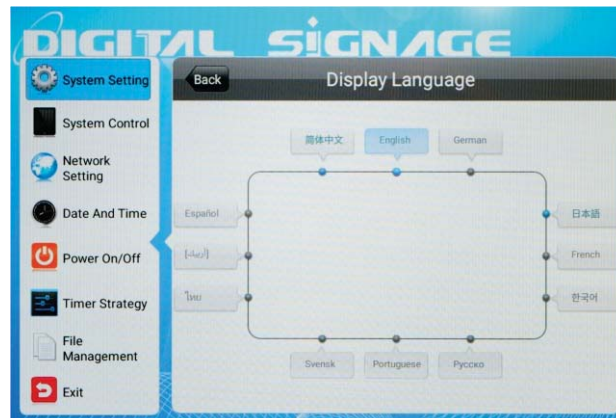 DIGITAL SiGNAGE
System Setting
System Control
Network
Setting
Date And Time
Power On/Off
Timer Strategy
File
Management
Exit
Back
Display Language
简体中文
English
German
Español
日本語
French
ไทย
한국어
Svensk
Portuguese
Русско